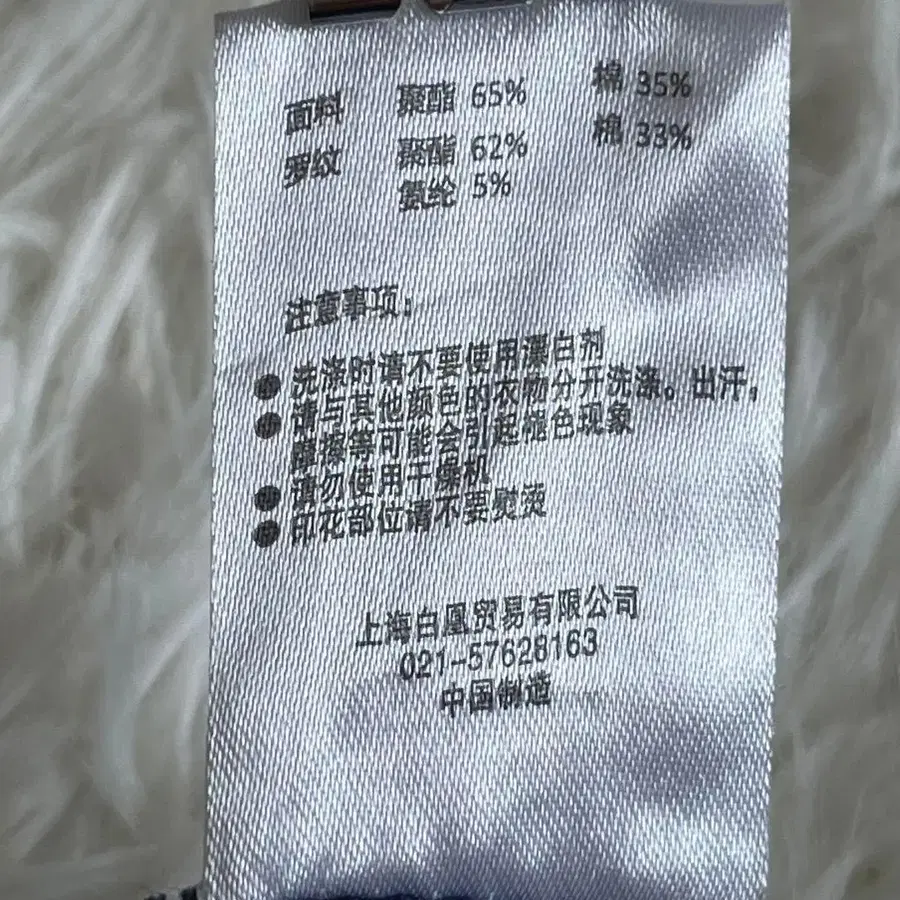 面料 聚酯 65% 棉 35%
罗纹 聚酯 62% 棉 33%
氨纶 5%
注意事项:
● 洗涤时请不要使用漂白剂
● 请与其他颜色的衣物分开洗涤。出汗,
摩擦等可能会引起褪色现象
● 请勿使用干燥机
● 印花部位请不要熨烫
上海白凰贸易有限公司
021-57628163
中国制造